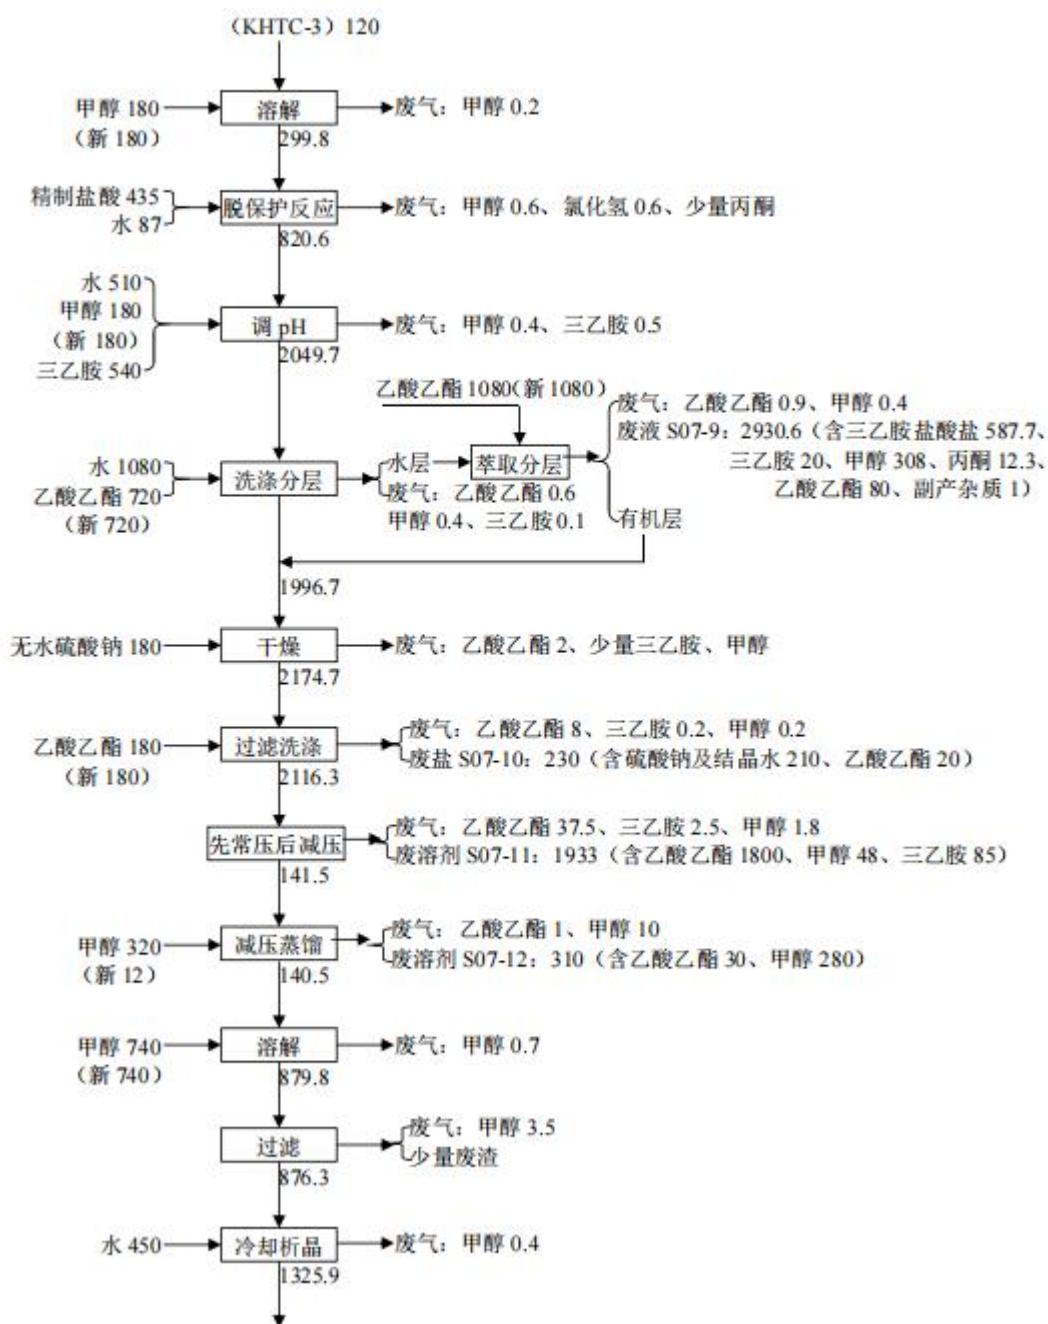 （KHTC-3）120
甲醇 180
（新 180）
溶解
废气：甲醇 0.2
299.8
精制盐酸 435
水 87
脱保护反应
废气：甲醇 0.6、氯化氢 0.6、少量丙酮
820.6
水 510
甲醇 180
（新 180）
三乙胺 540
调 pH
废气：甲醇 0.4、三乙胺 0.5
2049.7
乙酸乙酯 1080（新 1080）
废气：乙酸乙酯 0.9、甲醇 0.4
废液 S07-9：2930.6（含三乙胺盐酸盐 587.7、
三乙胺 20、甲醇 308、丙酮 12.3、
乙酸乙酯 80、副产杂质 1）
有机层
水 1080
乙酸乙酯 720
（新 720）
洗涤分层
水层
萃取分层
废气：乙酸乙酯 0.6
甲醇 0.4、三乙胺 0.1
1996.7
无水硫酸钠 180
干燥
废气：乙酸乙酯 2、少量三乙胺、甲醇
2174.7
乙酸乙酯 180
（新 180）
过滤洗涤
废气：乙酸乙酯 8、三乙胺 0.2、甲醇 0.2
废盐 S07-10：230（含硫酸钠及结晶水 210、乙酸乙酯 20）
2116.3
先常压后减压
废气：乙酸乙酯 37.5、三乙胺 2.5、甲醇 1.8
废溶剂 S07-11：1933（含乙酸乙酯 1800、甲醇 48、三乙胺 85）
141.5
甲醇 320
（新 12）
减压蒸馏
废气：乙酸乙酯 1、甲醇 10
废溶剂 S07-12：310（含乙酸乙酯 30、甲醇 280）
140.5
甲醇 740
（新 740）
溶解
废气：甲醇 0.7
879.8
过滤
废气：甲醇 3.5
少量废渣
876.3
水 450
冷却析晶
废气：甲醇 0.4
1325.9